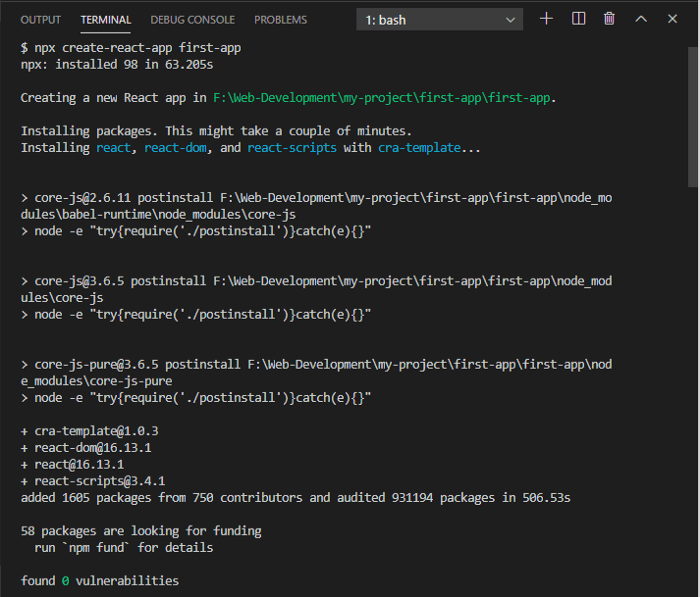 OUTPUT TERMINAL DEBUG CONSOLE PROBLEMS 1: bash
$ npx create-react-app first-app
npx: installed 98 in 63.205s
Creating a new React app in F:\Web-Development\my-project\first-app\first-app.
Installing packages. This might take a couple of minutes.
Installing react, react-dom, and react-scripts with cra-template...
> core-js@2.6.11 postinstall F:\Web-Development\my-project\first-app\first-app\node_mo
dules\babel-runtime\node_modules\core-js
> node -e "try{require('./postinstall')}catch(e){}"
> core-js@3.6.5 postinstall F:\Web-Development\my-project\first-app\first-app\node_mod
ules\core-js
> node -e "try{require('./postinstall')}catch(e){}"
> core-js-pure@3.6.5 postinstall F:\Web-Development\my-project\first-app\first-app\nod
e_modules\core-js-pure
> node -e "try{require('./postinstall')}catch(e){}"
+ cra-template@1.0.3
+ react-dom@16.13.1
+ react@16.13.1
+ react-scripts@3.4.1
added 1605 packages from 750 contributors and audited 931194 packages in 506.53s
58 packages are looking for funding
run `npm fund` for details
found 0 vulnerabilities